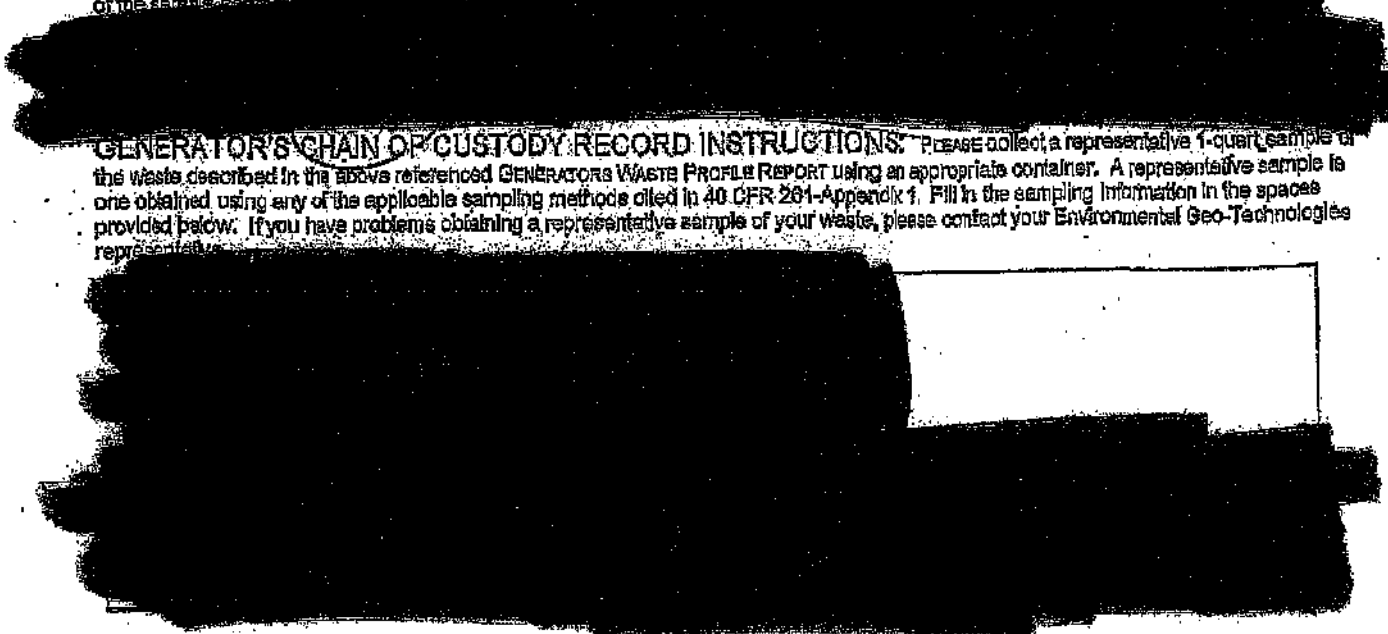 GENERATOR'S CHAIN OF CUSTODY RECORD INSTRUCTIONS: PLEASE collect a representative 1-quart sample of
the waste described in the above referenced GENERATORS WASTE PROFILE REPORT using an appropriate container. A representative sample is
one obtained using any of the applicable sampling methods cited in 40 CFR 261-Appendix 1. Fill in the sampling information in the spaces
provided below. If you have problems obtaining a representative sample of your waste, please contact your Environmental Geo-Technologies
representative